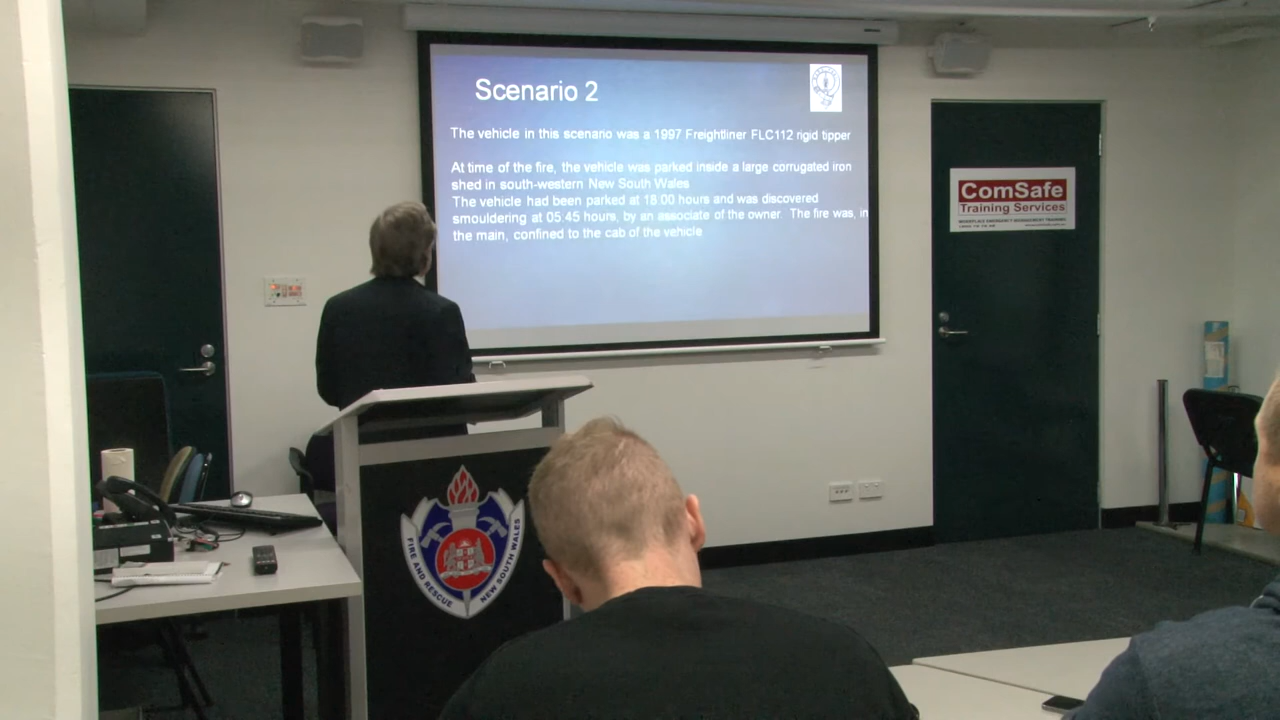 Scenario 2
The vehicle in this scenario was a 1997 Freightliner FLC112 rigid tipper
At time of the fire, the vehicle was parked inside a large corrugated iron
shed in south-western New South Wales
The vehicle had been parked at 18.00 hours and was discovered
smouldering at 05.45 hours, by an associate of the owner. The fire was, in
the main, confined to the cab of the vehicle
ComSafe
Training Services
WORKPLACE EMERGENCY MANAGEMENT TRAINING
FIRE AND RESCUE
NEW SOUTH WALES